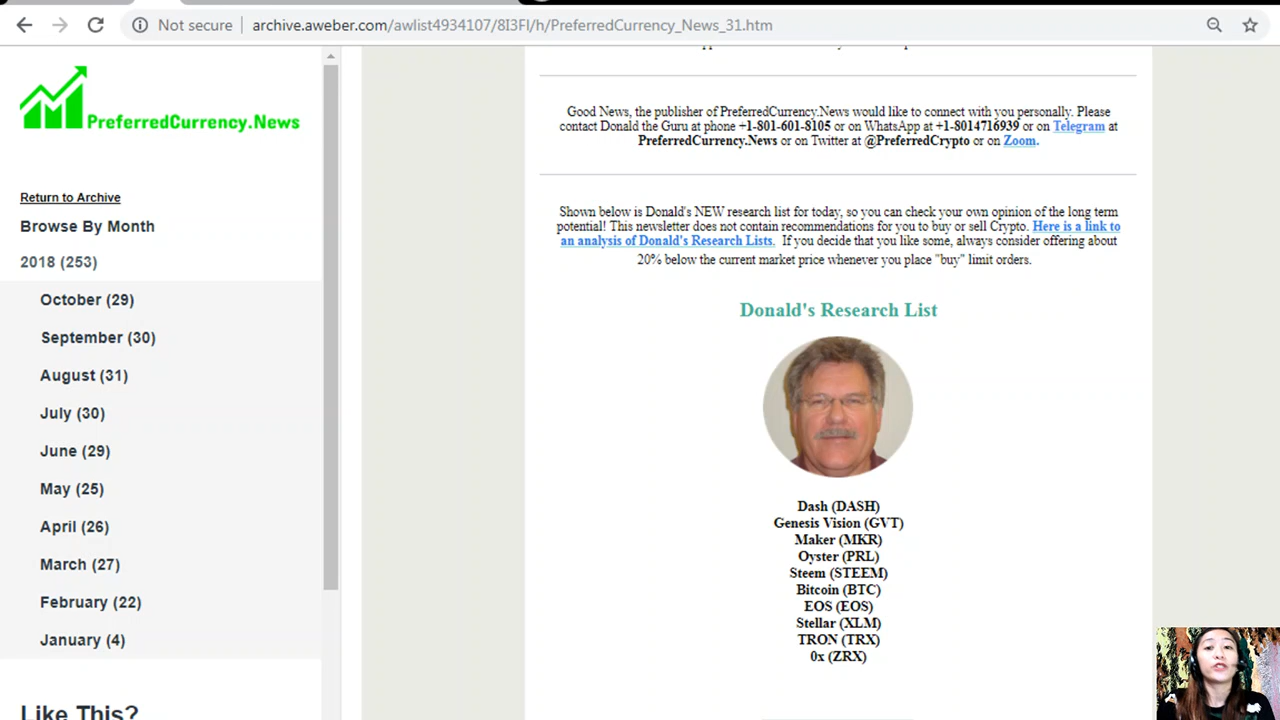 Not secure
archive.aweber.com/awlist4934107/8I3FI/h/PreferredCurrency_News_31.htm
PreferredCurrency.News
Return to Archive
Browse By Month
2018 (253)
October (29)
September (30)
August (31)
July (30)
June (29)
May (25)
April (26)
March (27)
February (22)
January (4)
Like This?
Good News, the publisher of PreferredCurrency.News would like to connect with you personally. Please
contact Donald the Guru at phone +1-801-601-8105 or on WhatsApp at +1-8014716939 or on Telegram at
PreferredCurrency.News or on Twitter at @PreferredCrypto or on Zoom.
Shown below is Donald's NEW research list for today, so you can check your own opinion of the long term
potential! This newsletter does not contain recommendations for you to buy or sell Crypto. Here is a link to
an analysis of Donald's Research Lists. If you decide that you like some, always consider offering about
20% below the current market price whenever you place "buy" limit orders.
Donald's Research List
Dash (DASH)
Genesis Vision (GVT)
Maker (MKR)
Oyster (PRL)
Steem (STEEM)
Bitcoin (BTC)
EOS (EOS)
Stellar (XLM)
TRON (TRX)
0x (ZRX)